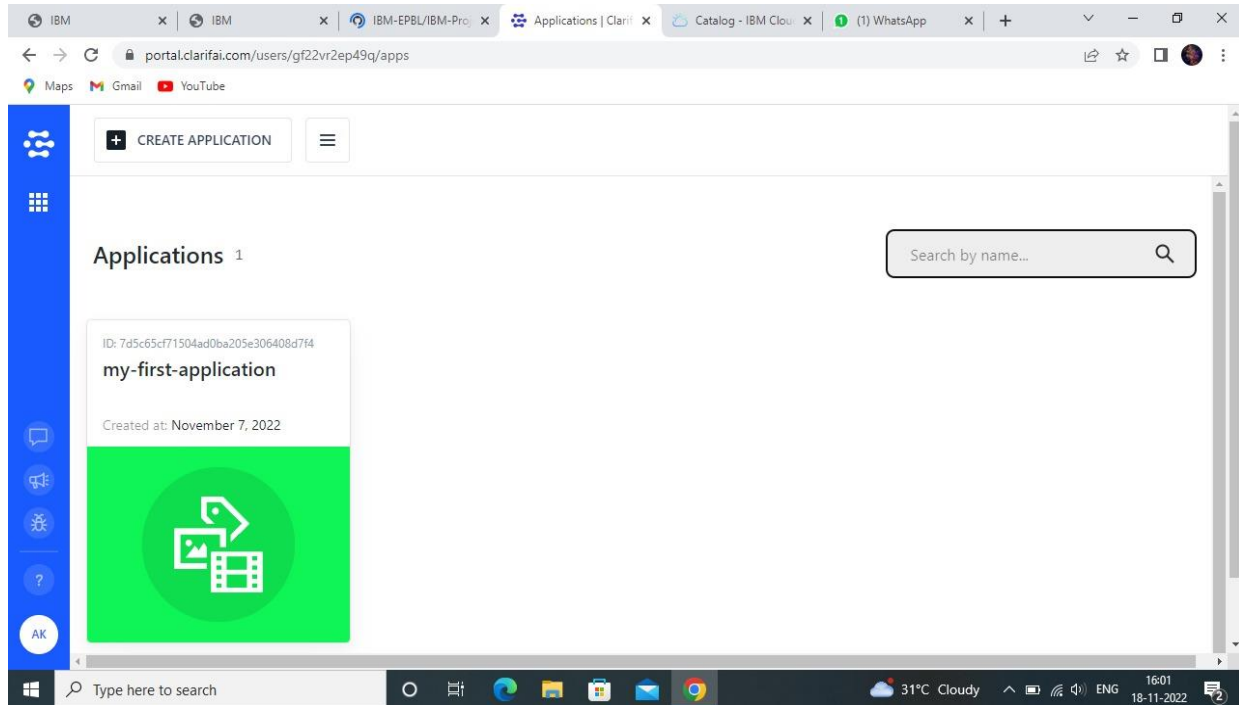 IBM
IBM
IBM-EPBL/IBM-Proj
Applications | Clarif
Catalog - IBM Clou
(1) WhatsApp
portal.clarifai.com/users/gf22vr2ep49q/apps
Maps
Gmail
YouTube
CREATE APPLICATION
Applications 1
Search by name...
ID: 7d5c65cf71504ad0ba205e306408d7f4
my-first-application
Created at: November 7, 2022
?
AK
Type here to search
31°C Cloudy
ENG
16:01
18-11-2022
2